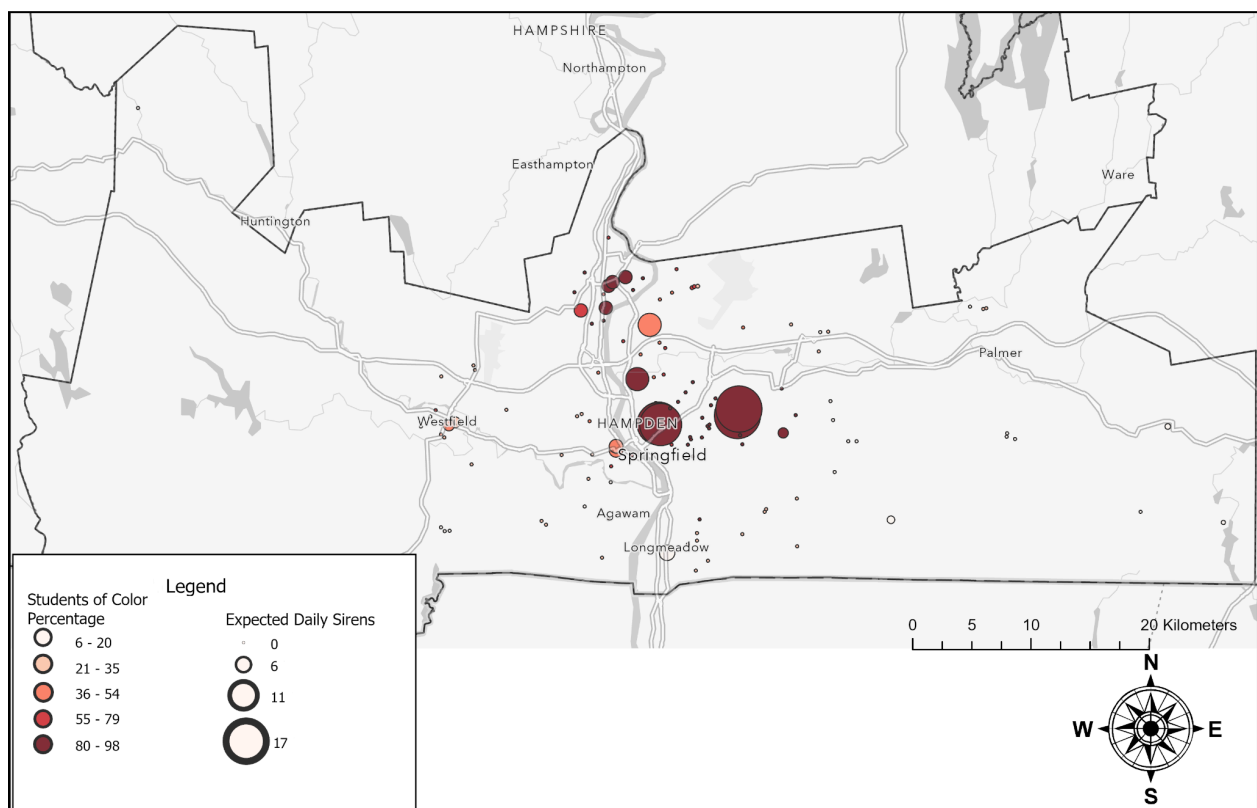 HAMPSHIRE
Northampton
Easthampton
Ware
Huntington
Palmer
Westfield
HAMPDEN
Springfield
Agawam
Longmeadow
Legend
Students of Color
Percentage
6 - 20
21 - 35
36 - 54
55 - 79
80 - 98
Expected Daily Sirens
0
6
11
17
0 5 10 20 Kilometers
N
W E
S